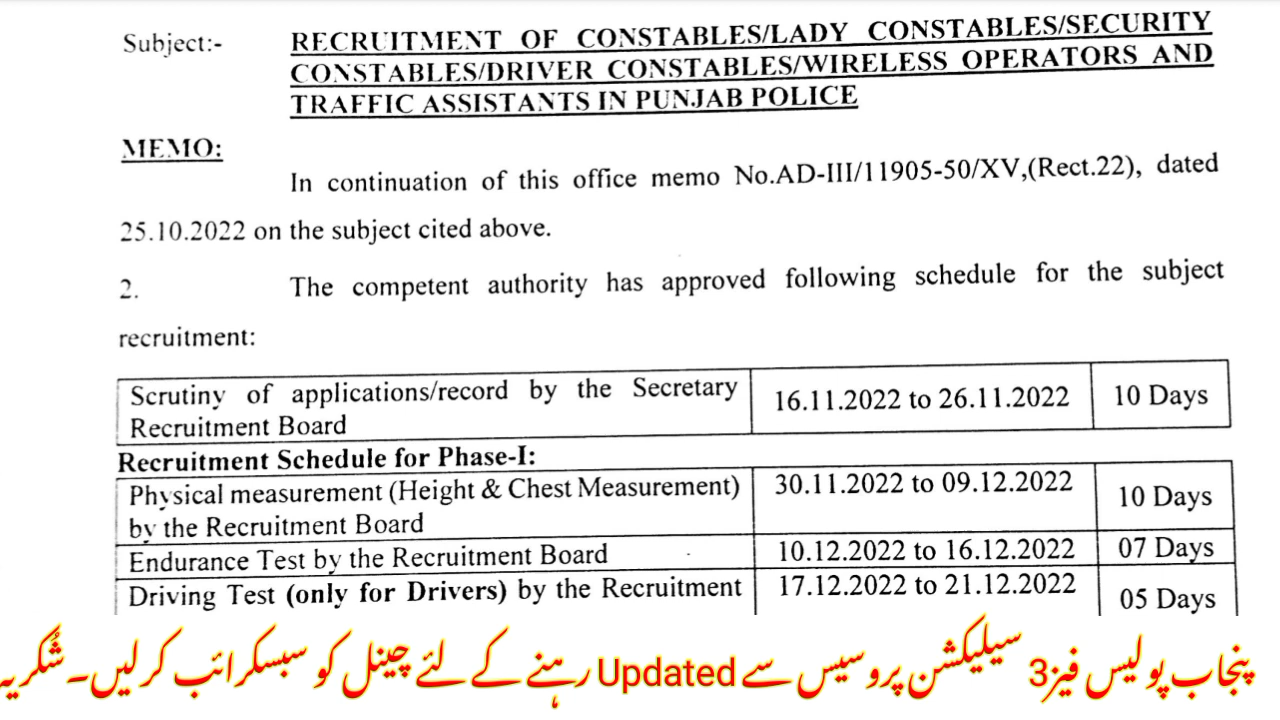 Subject:- RECRUITMENT OF CONSTABLES/LADY CONSTABLES/SECURITY
CONSTABLES/DRIVER CONSTABLES/WIRELESS OPERATORS AND
TRAFFIC ASSISTANTS IN PUNJAB POLICE
MEMO:
In continuation of this office memo No.AD-III/11905-50/XV,(Rect.22), dated
25.10.2022 on the subject cited above.
2. The competent authority has approved following schedule for the subject
recruitment:
Scrutiny of applications/record by the Secretary
Recruitment Board
16.11.2022 to 26.11.2022
10 Days
Recruitment Schedule for Phase-I:
Physical measurement (Height & Chest Measurement)
by the Recruitment Board
30.11.2022 to 09.12.2022
10 Days
Endurance Test by the Recruitment Board
10.12.2022 to 16.12.2022
07 Days
Driving Test (only for Drivers) by the Recruitment
17.12.2022 to 21.12.2022
05 Days
پنجاب پولیس فیز3 سیلیکشن پروسیس سے Updated رہنے کے لئے چینل کو سبسکرائب کرلیں۔شُکریہ